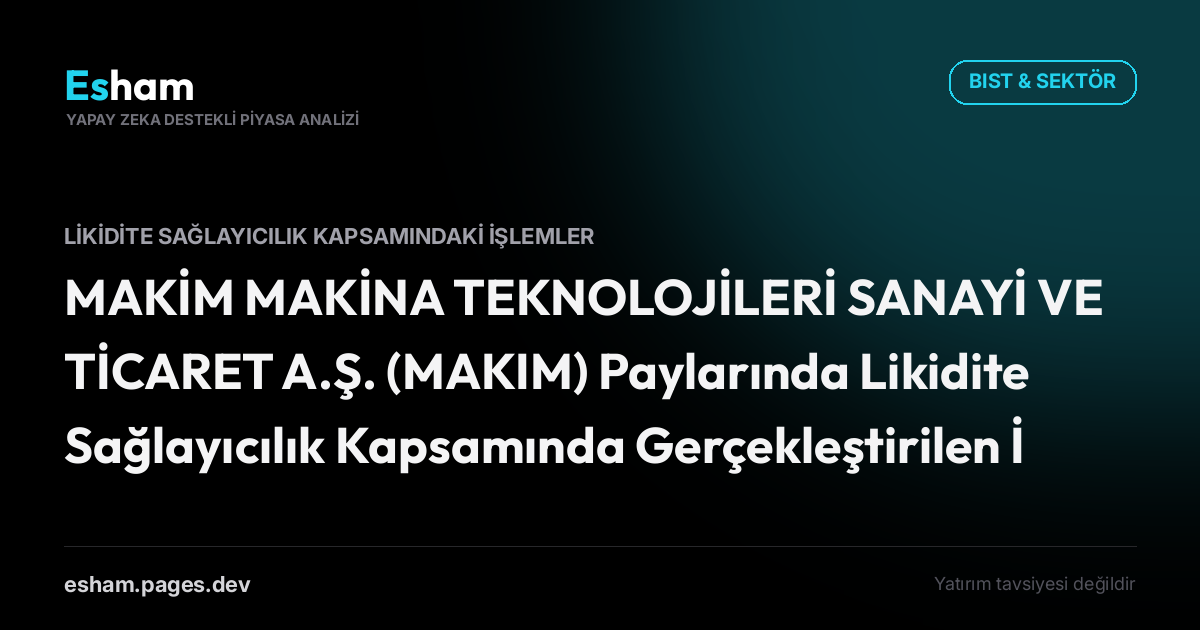 Esham
BIST & SEKTÖR
YAPAY ZEKA DESTEKLİ PİYASA ANALİZİ
LİKİDİTE SAĞLAYICILIK KAPSAMINDAKİ İŞLEMLER
MAKİM MAKİNA TEKNOLOJİLERİ SANAYİ VE
TİCARET A.Ş. (MAKIM) Paylarında Likidite
Sağlayıcılık Kapsamında Gerçekleştirilen İ
esham.pages.dev
Yatırım tavsiyesi değildir